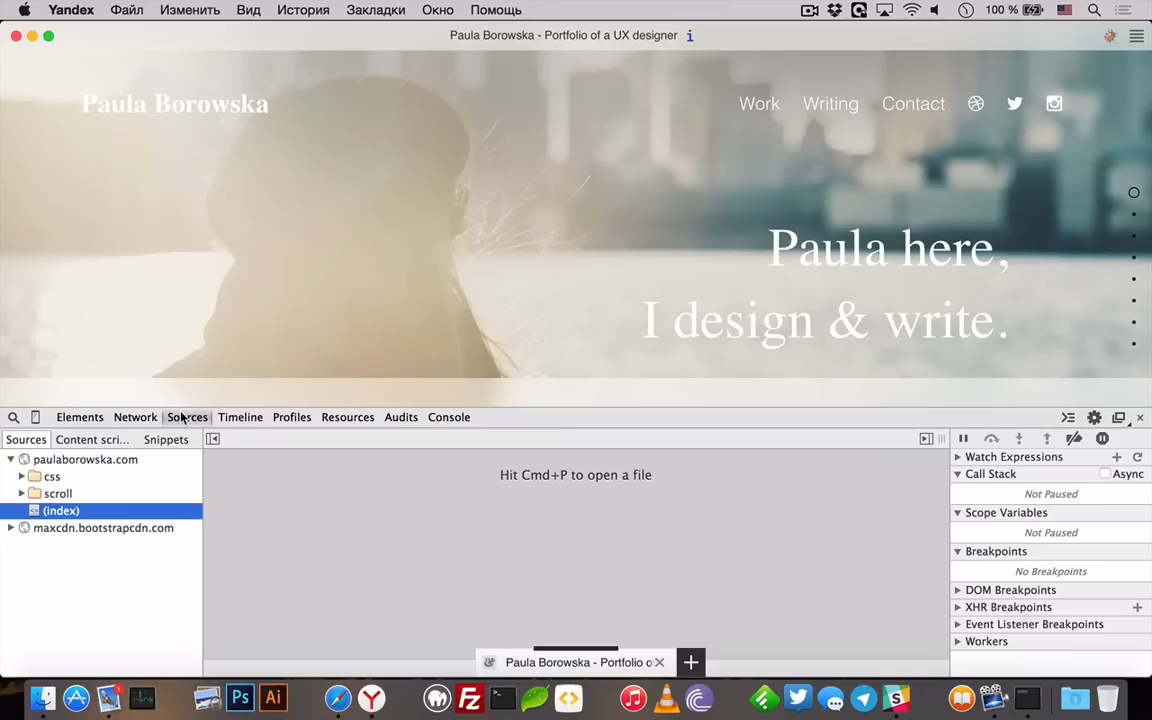 Yandex Файл Изменить Вид История Закладки Окно Помощь 100 %
Paula Borowska - Portfolio of a UX designer i
Paula Borowska Work Writing Contact
Paula here,
I design & write.
Elements Network Sources Timeline Profiles Resources Audits Console
Sources Content scri... Snippets
paulaborowska.com
css
scroll
(index)
maxcdn.bootstrapcdn.com
Hit Cmd+P to open a file
Watch Expressions
Call Stack Async
Not Paused
Scope Variables
Not Paused
Breakpoints
No Breakpoints
DOM Breakpoints
XHR Breakpoints
Event Listener Breakpoints
Workers
Paula Borowska - Portfolio o
Ps Ai